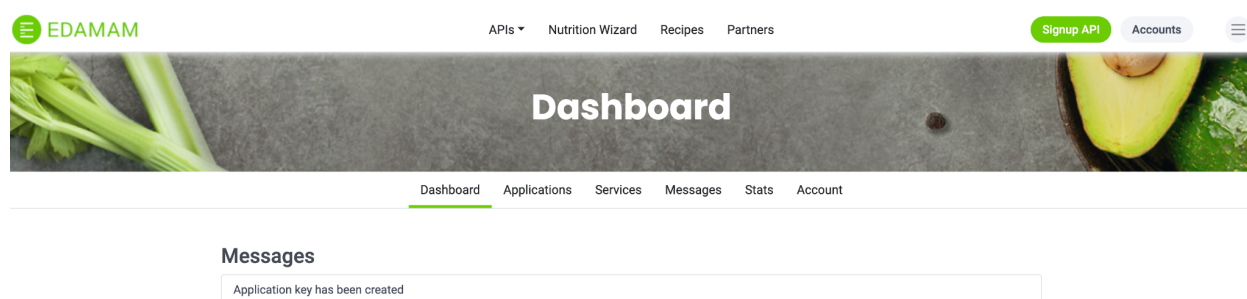 EDAMAM
APIs Nutrition Wizard Recipes Partners
Signup API Accounts
Dashboard
Dashboard Applications Services Messages Stats Account
Messages
Application key has been created